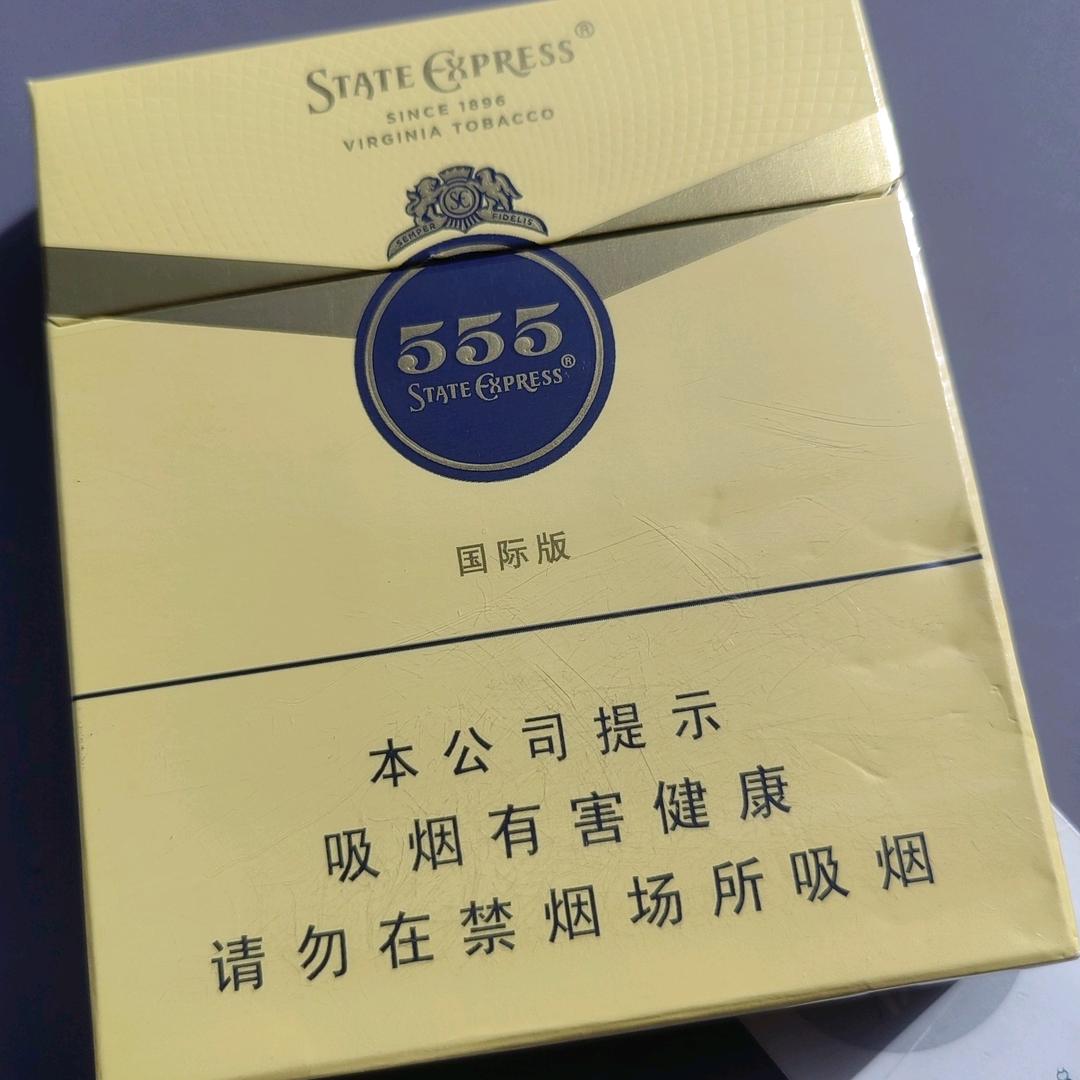 STATE EXPRESS®
SINCE 1896
VIRGINIA TOBACCO
SE
SEMPER FIDELIS
555
STATE EXPRESS®
国际版
本公司提示
吸烟有害健康
请勿在禁烟场所吸烟